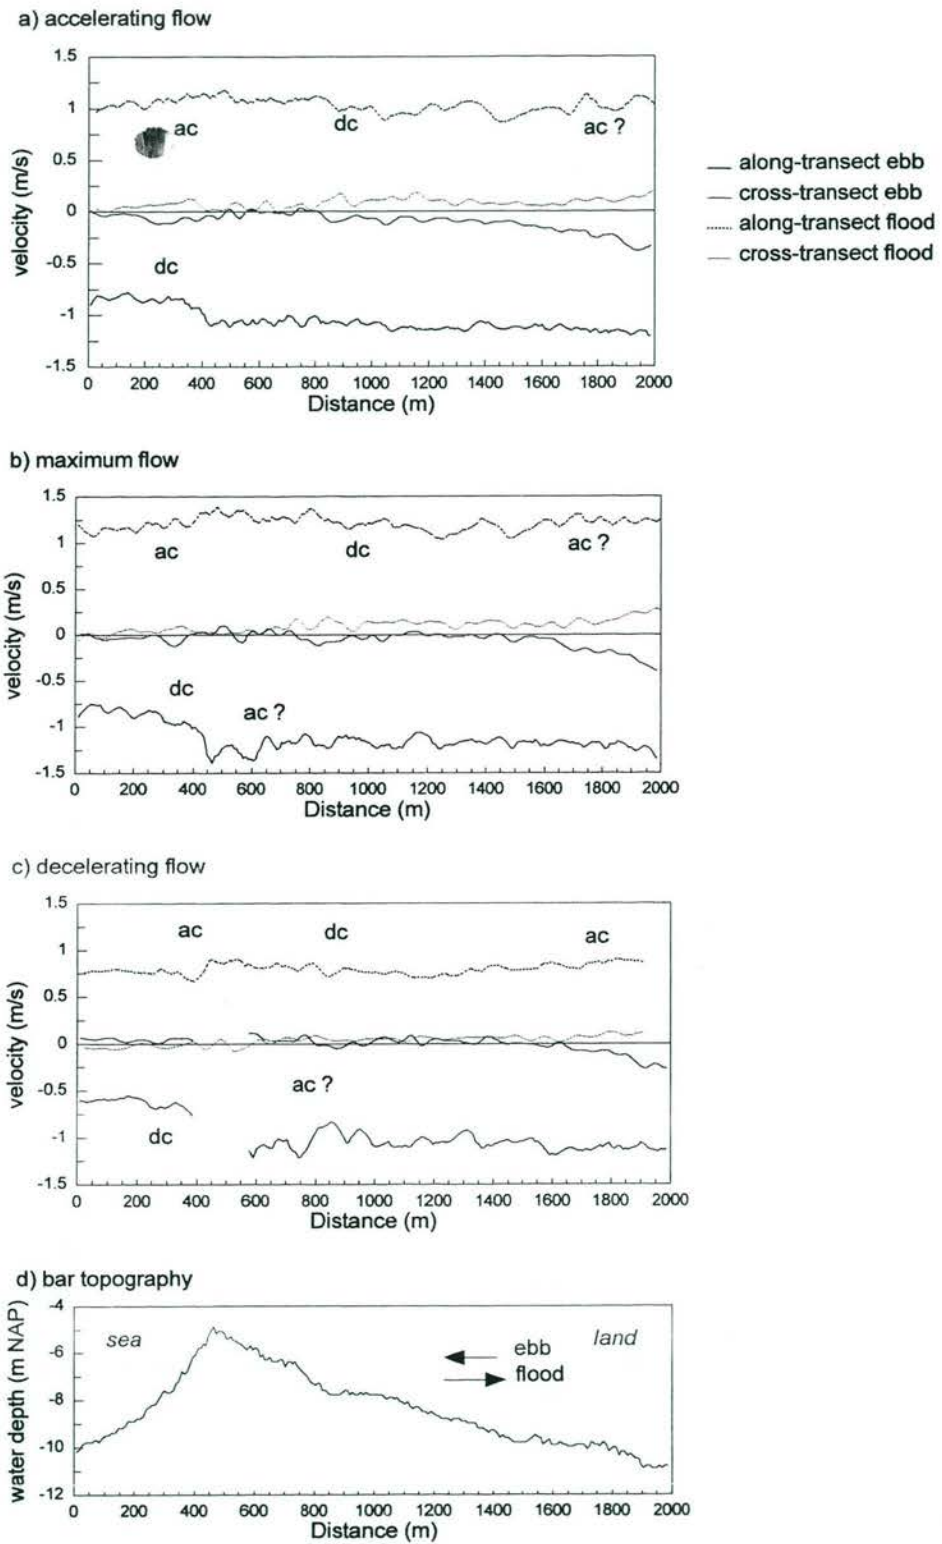 a) accelerating flow
1.5
1
0.5
0
-0.5
-1
-1.5
velocity (m/s)
ac
dc
ac ?
dc
0 200 400 600 800 1000 1200 1400 1600 1800 2000
Distance (m)
along-transect ebb
cross-transect ebb
along-transect flood
cross-transect flood
b) maximum flow
1.5
1
0.5
0
-0.5
-1
-1.5
velocity (m/s)
ac
dc
ac ?
dc
ac ?
0 200 400 600 800 1000 1200 1400 1600 1800 2000
Distance (m)
c) decelerating flow
1.5
1
0.5
0
-0.5
-1
-1.5
velocity (m/s)
ac
dc
ac
ac ?
dc
0 200 400 600 800 1000 1200 1400 1600 1800 2000
Distance (m)
d) bar topography
-4
-6
-8
-10
-12
water depth (m NAP)
sea
ebb
flood
land
0 200 400 600 800 1000 1200 1400 1600 1800 2000
Distance (m)